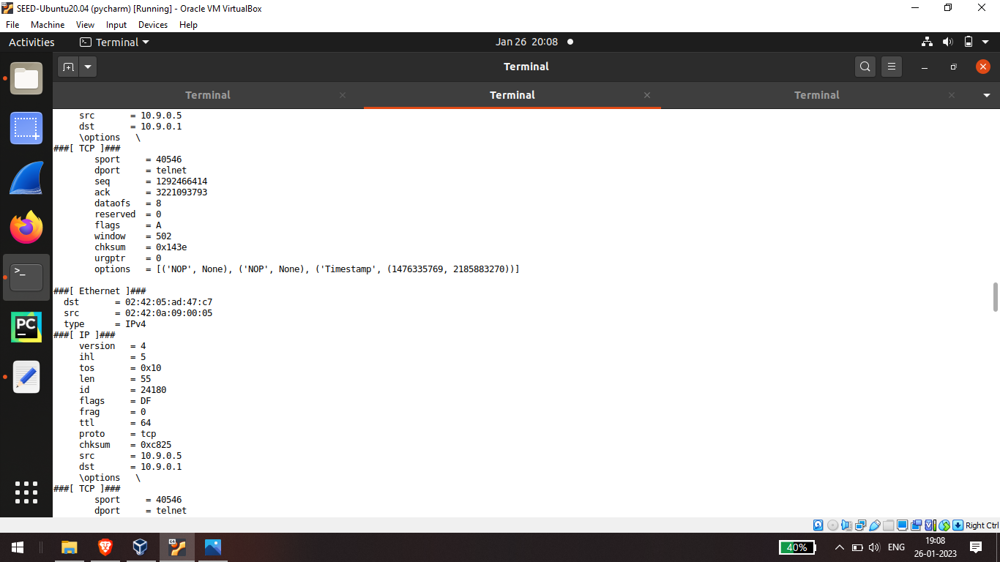 SEED-Ubuntu20.04 (pycharm) [Running] - Oracle VM VirtualBox
File Machine View Input Devices Help
Activities Terminal Jan 26 20:08
Terminal
Terminal Terminal Terminal
src = 10.9.0.5
dst = 10.9.0.1
\options \
###[ TCP ]###
sport = 40546
dport = telnet
seq = 1292466414
ack = 3221093793
dataofs = 8
reserved = 0
flags = A
window = 502
chksum = 0x143e
urgptr = 0
options = [('NOP', None), ('NOP', None), ('Timestamp', (1476335769, 2185883270))]
###[ Ethernet ]###
dst = 02:42:05:ad:47:c7
src = 02:42:0a:09:00:05
type = IPv4
###[ IP ]###
version = 4
ihl = 5
tos = 0x10
len = 55
id = 24180
flags = DF
frag = 0
ttl = 64
proto = tcp
chksum = 0xc825
src = 10.9.0.5
dst = 10.9.0.1
\options \
###[ TCP ]###
sport = 40546
dport = telnet
PC
Right Ctrl
64
40% ENG 19:08
26-01-2023